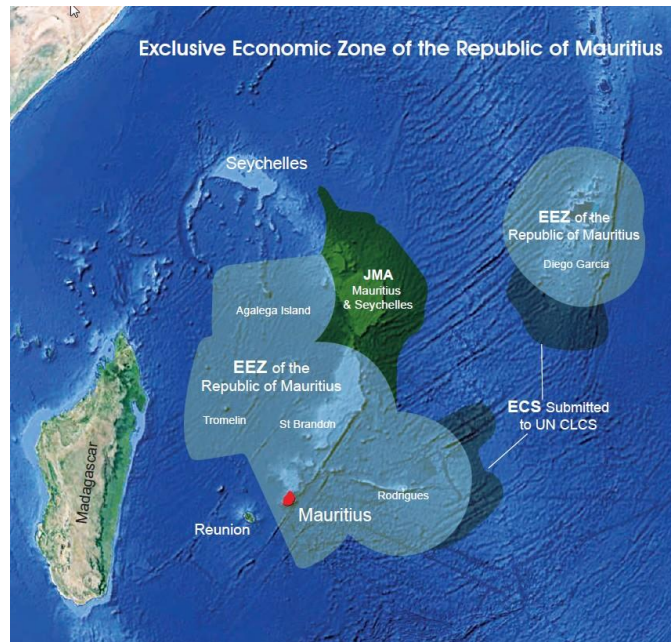 Exclusive Economic Zone of the Republic of Mauritius
Seychelles
EEZ of the
Republic of Mauritius
Diego Garcia
JMA
Mauritius
& Seychelles
Agalega Island
EEZ of the
Republic of Mauritius
ECS Submitted
to UN CLCS
Tromelin
St Brandon
Madagascar
Rodrigues
Mauritius
Réunion